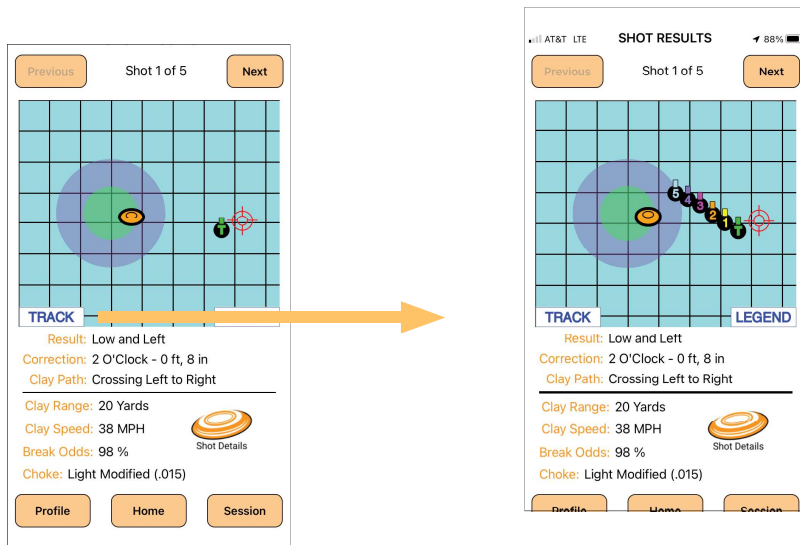 Previous Shot 1 of 5 Next
T
TRACK
Result: Low and Left
Correction: 2 O'Clock - 0 ft, 8 in
Clay Path: Crossing Left to Right
Clay Range: 20 Yards
Clay Speed: 38 MPH
Break Odds: 98 %
Shot Details
Choke: Light Modified (.015)
Profile Home Session
AT&T LTE SHOT RESULTS 88%
Previous Shot 1 of 5 Next
5 4 3 2 1 T
TRACK LEGEND
Result: Low and Left
Correction: 2 O'Clock - 0 ft, 8 in
Clay Path: Crossing Left to Right
Clay Range: 20 Yards
Clay Speed: 38 MPH
Break Odds: 98 %
Shot Details
Choke: Light Modified (.015)
Profile Home Session